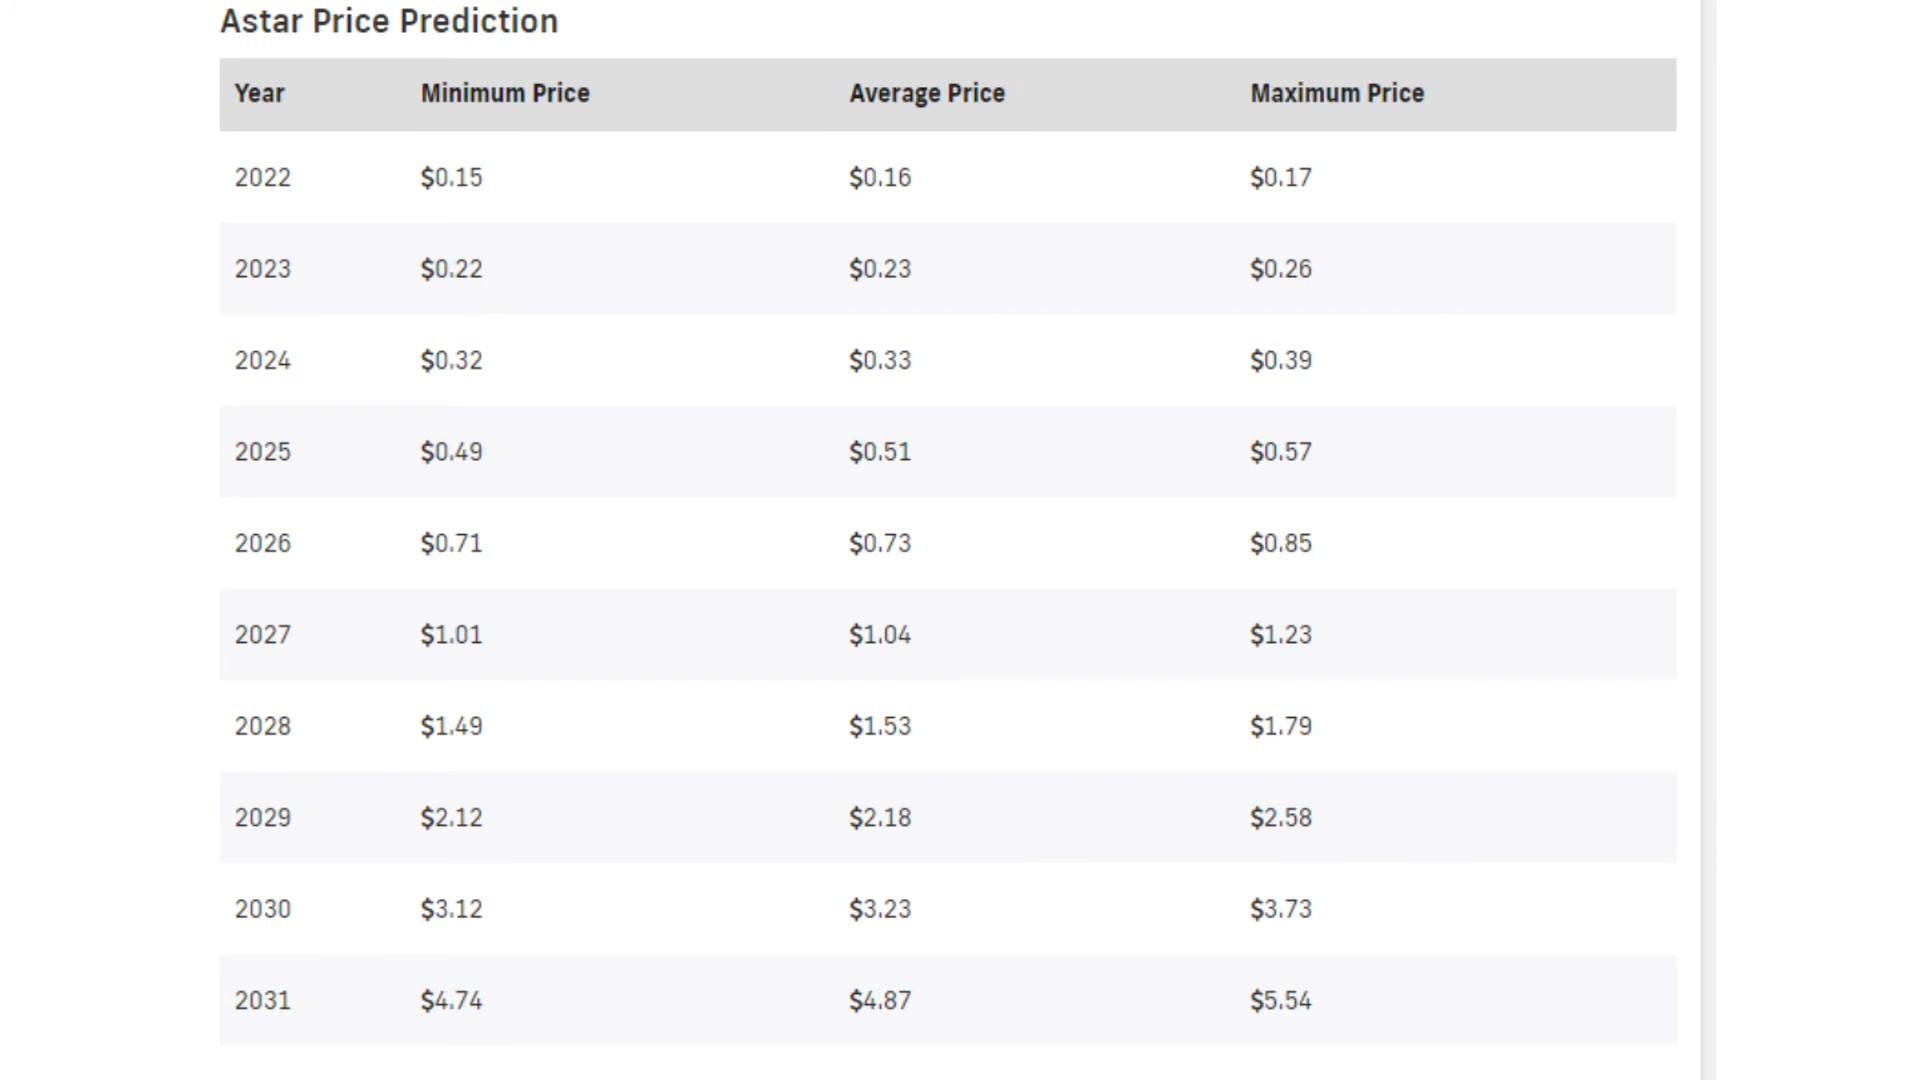 Astar Price Prediction
Year Minimum Price Average Price Maximum Price
2022 $0.15 $0.16 $0.17
2023 $0.22 $0.23 $0.26
2024 $0.32 $0.33 $0.39
2025 $0.49 $0.51 $0.57
2026 $0.71 $0.73 $0.85
2027 $1.01 $1.04 $1.23
2028 $1.49 $1.53 $1.79
2029 $2.12 $2.18 $2.58
2030 $3.12 $3.23 $3.73
2031 $4.74 $4.87 $5.54